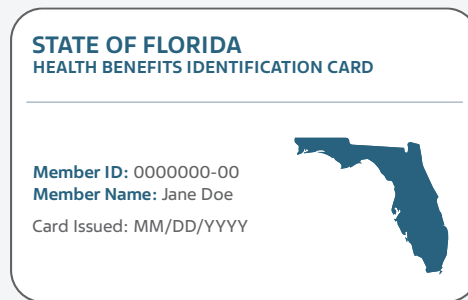 STATE OF FLORIDA
HEALTH BENEFITS IDENTIFICATION CARD
Member ID: 0000000-00
Member Name: Jane Doe
Card Issued: MM/DD/YYYY